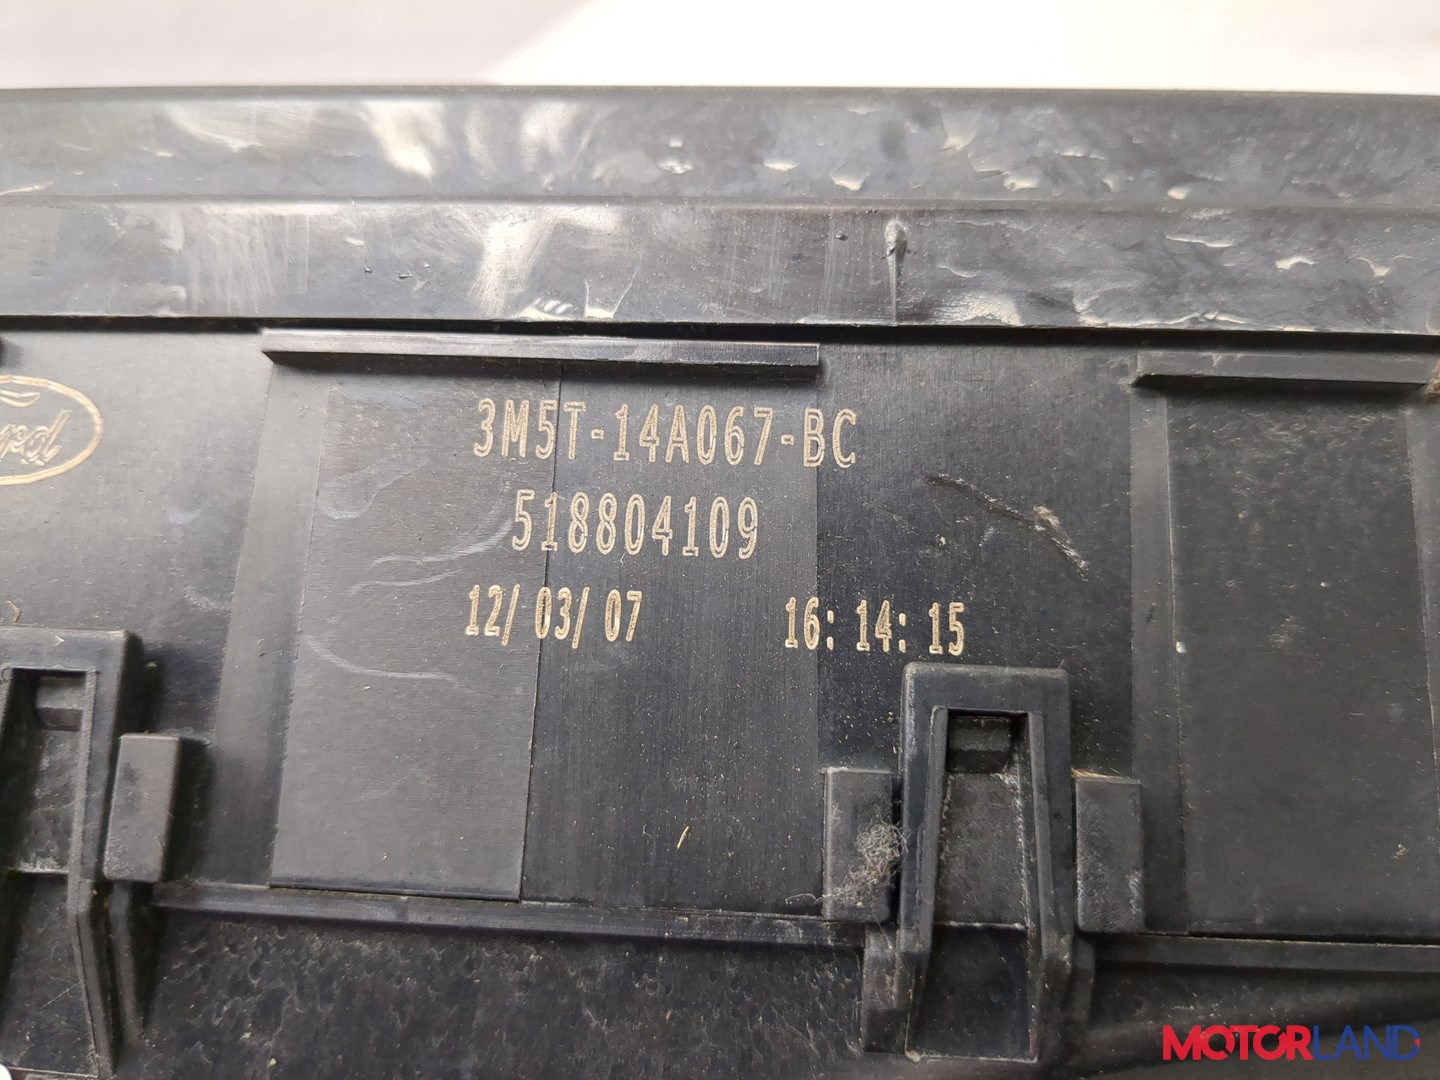 3M5T-14A067-BC
518804109
12/ 03/ 07 16: 14: 15
MOTORLAND